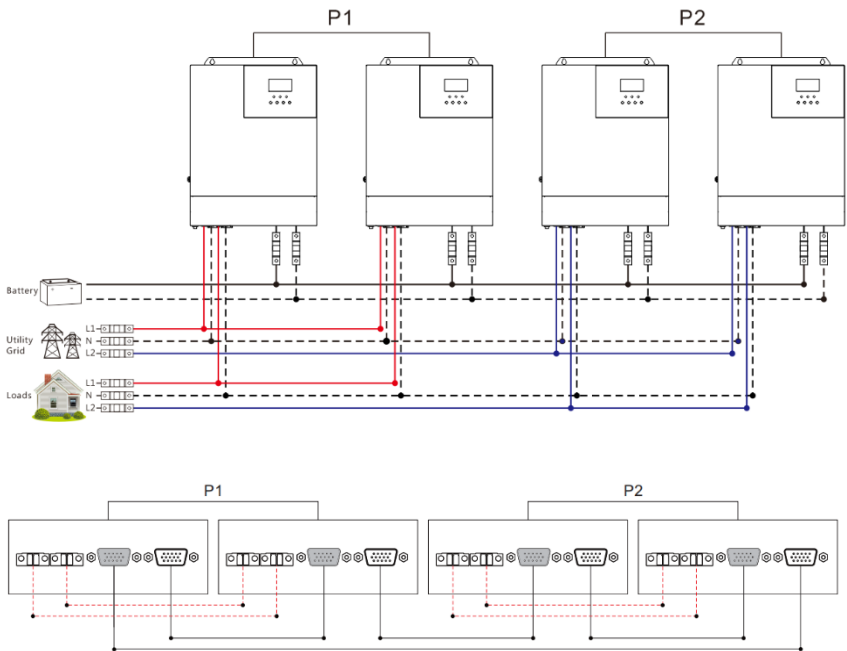 P1 P2
Battery
Utility
Grid
L1
N
L2
Loads
L1
N
L2
P1 P2